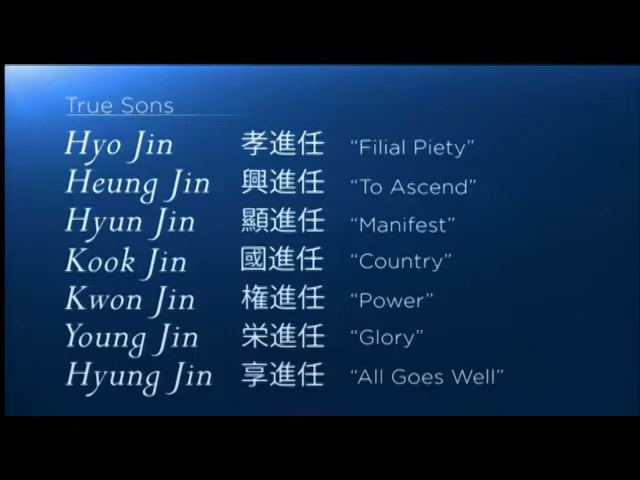 True Sons
Hyo Jin 孝進任 “Filial Piety”
Heung Jin 興進任 “To Ascend”
Hyun Jin 顯進任 “Manifest”
Kook Jin 國進任 “Country”
Kwon Jin 権進任 “Power”
Young Jin 栄進任 “Glory”
Hyung Jin 享進任 “All Goes Well”